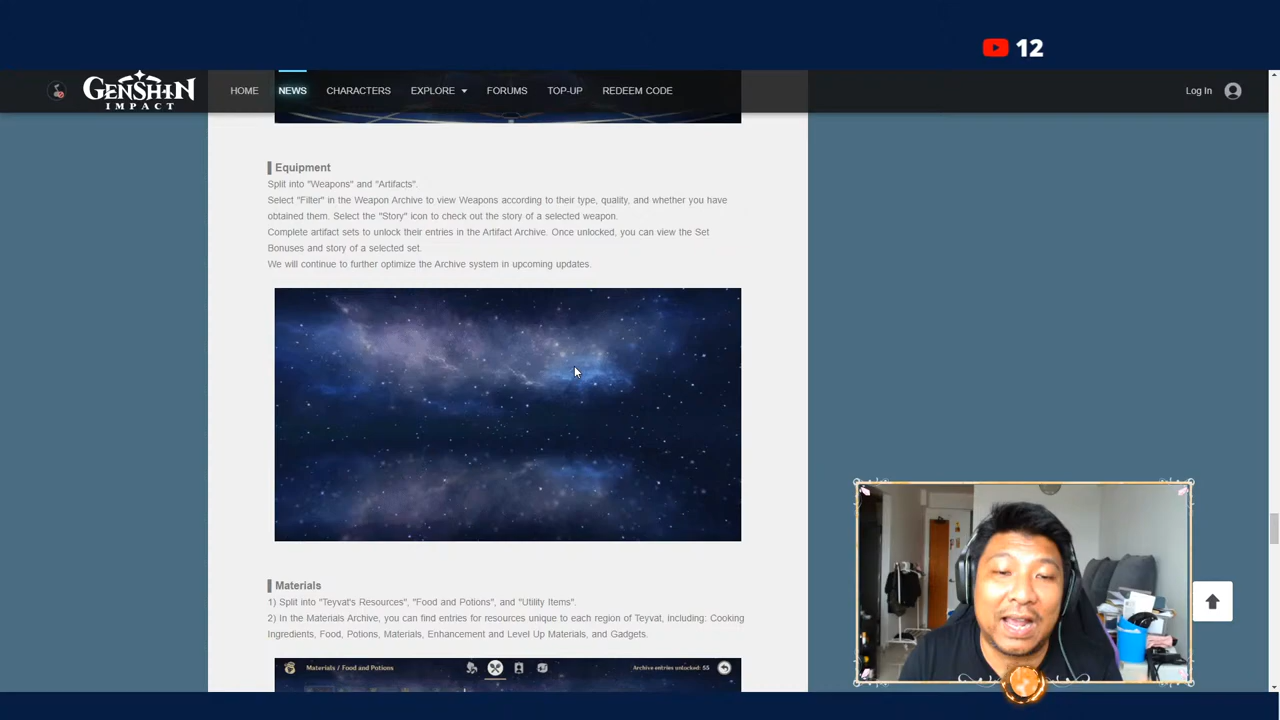 12
GENSHIN
IMPACT
HOME
NEWS
CHARACTERS
EXPLORE
FORUMS
TOP-UP
REDEEM CODE
Log In
Equipment
Split into "Weapons" and "Artifacts".
Select "Filter" in the Weapon Archive to view Weapons according to their type, quality, and whether you have
obtained them. Select the "Story" icon to check out the story of a selected weapon.
Complete artifact sets to unlock their entries in the Artifact Archive. Once unlocked, you can view the Set
Bonuses and story of a selected set.
We will continue to further optimize the Archive system in upcoming updates.
Materials
1) Split into "Teyvat's Resources", "Food and Potions", and "Utility Items".
2) In the Materials Archive, you can find entries for resources unique to each region of Teyvat, including: Cooking
Ingredients, Food, Potions, Materials, Enhancement and Level Up Materials, and Gadgets.
Materials / Food and Potions
Archive entries unlocked: 55